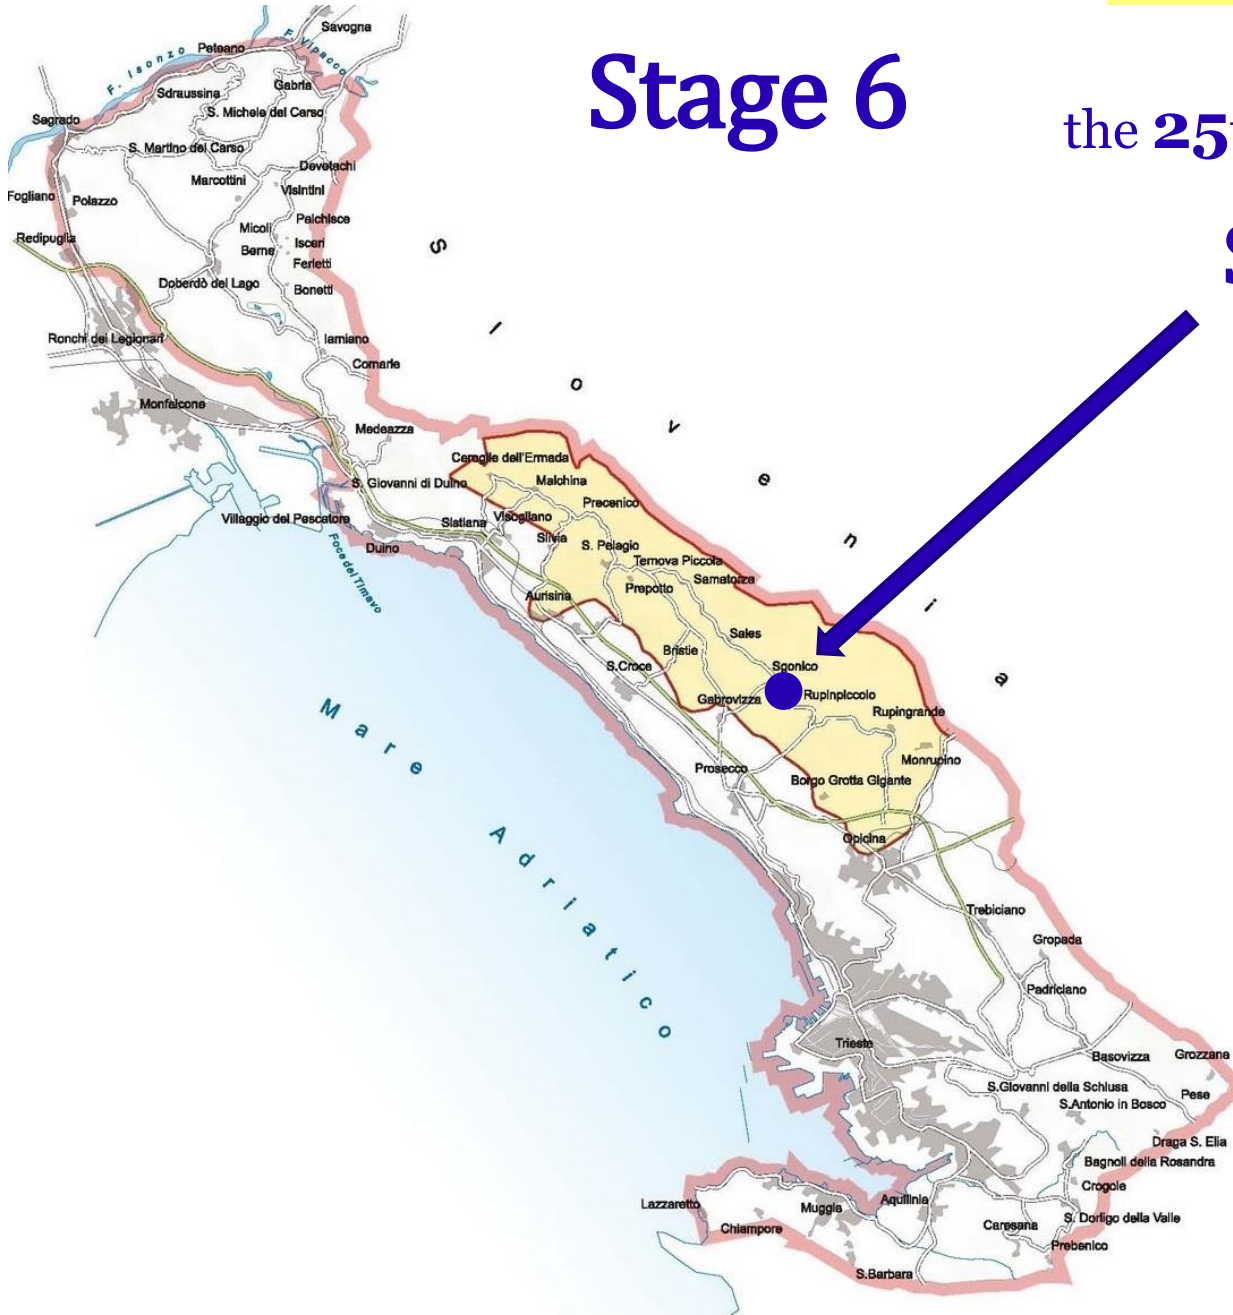 Stage 6
the 25
S
Savogna
Peteano
F. Vipacco
F. Isonzo
Sdraussina
Gabria
S. Michele del Carso
Segrado
S. Martino del Carso
Devetachi
Marcottini
Visintini
Fogliano
Polazzo
Palchisce
Micoli
Redipuglia
Berne
Isceri
Ferletti
Doberdò del Lago
Bonetti
Ronchi dei Legionari
Iamiano
Comarie
Monfalcone
Medeazza
Slovenia
Ceroglie dell'Ermada
S. Giovanni di Duino
Malchina
Precenico
Villaggio del Pescatore
Sistiana
Visogliano
Duino
Silvia
S. Pelagio
Foce del Timavo
Ternova Piccola
Samatorza
Prepotto
Aurisina
Sales
Bristie
S.Croce
Sgonico
Gabrovizza
Rupinpiccolo
Rupingrande
Prosecco
Monrupino
Borgo Grotta Gigante
Mare Adriatico
Opicina
Trebiciano
Gropada
Padriciano
Trieste
Basovizza
Grozzana
S.Giovanni della Schiusa
Pese
S.Antonio in Bosco
Draga S. Elia
Bagnoli della Rosandra
Crogole
Lazzaretto
Muggia
Aquilinia
Chiampore
Caresana
S. Dorligo della Valle
Prebenico
S.Barbara